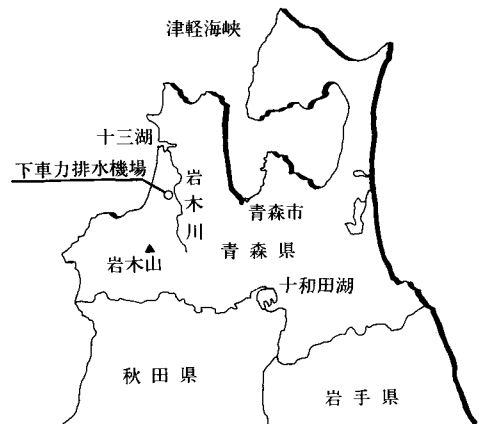 津軽海峡
十三湖
下車力排水機場
岩木川
青森市
青森県
岩木山
十和田湖
秋田県
岩手県